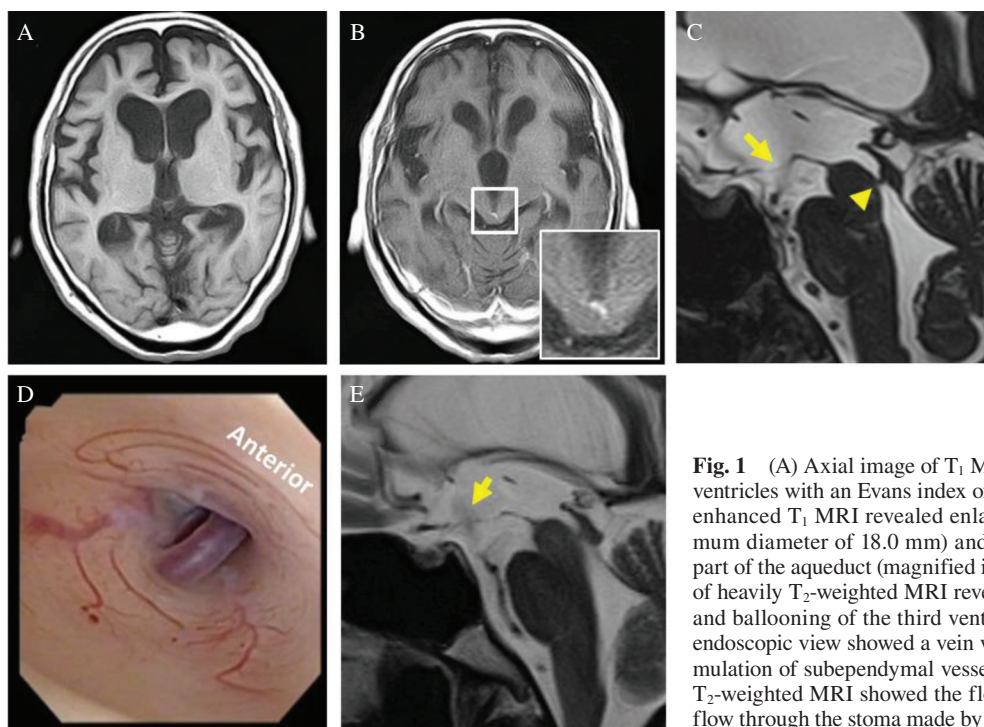 A
B
C
D
Anterior
E
Fig. 1 (A) Axial image of T₁ M
ventricles with an Evans index o
enhanced T₁ MRI revealed enla
mum diameter of 18.0 mm) and
part of the aqueduct (magnified i
of heavily T₂-weighted MRI reve
and ballooning of the third vent
endoscopic view showed a vein v
mulation of subependymal vesse
T₂-weighted MRI showed the flo
flow through the stoma made by